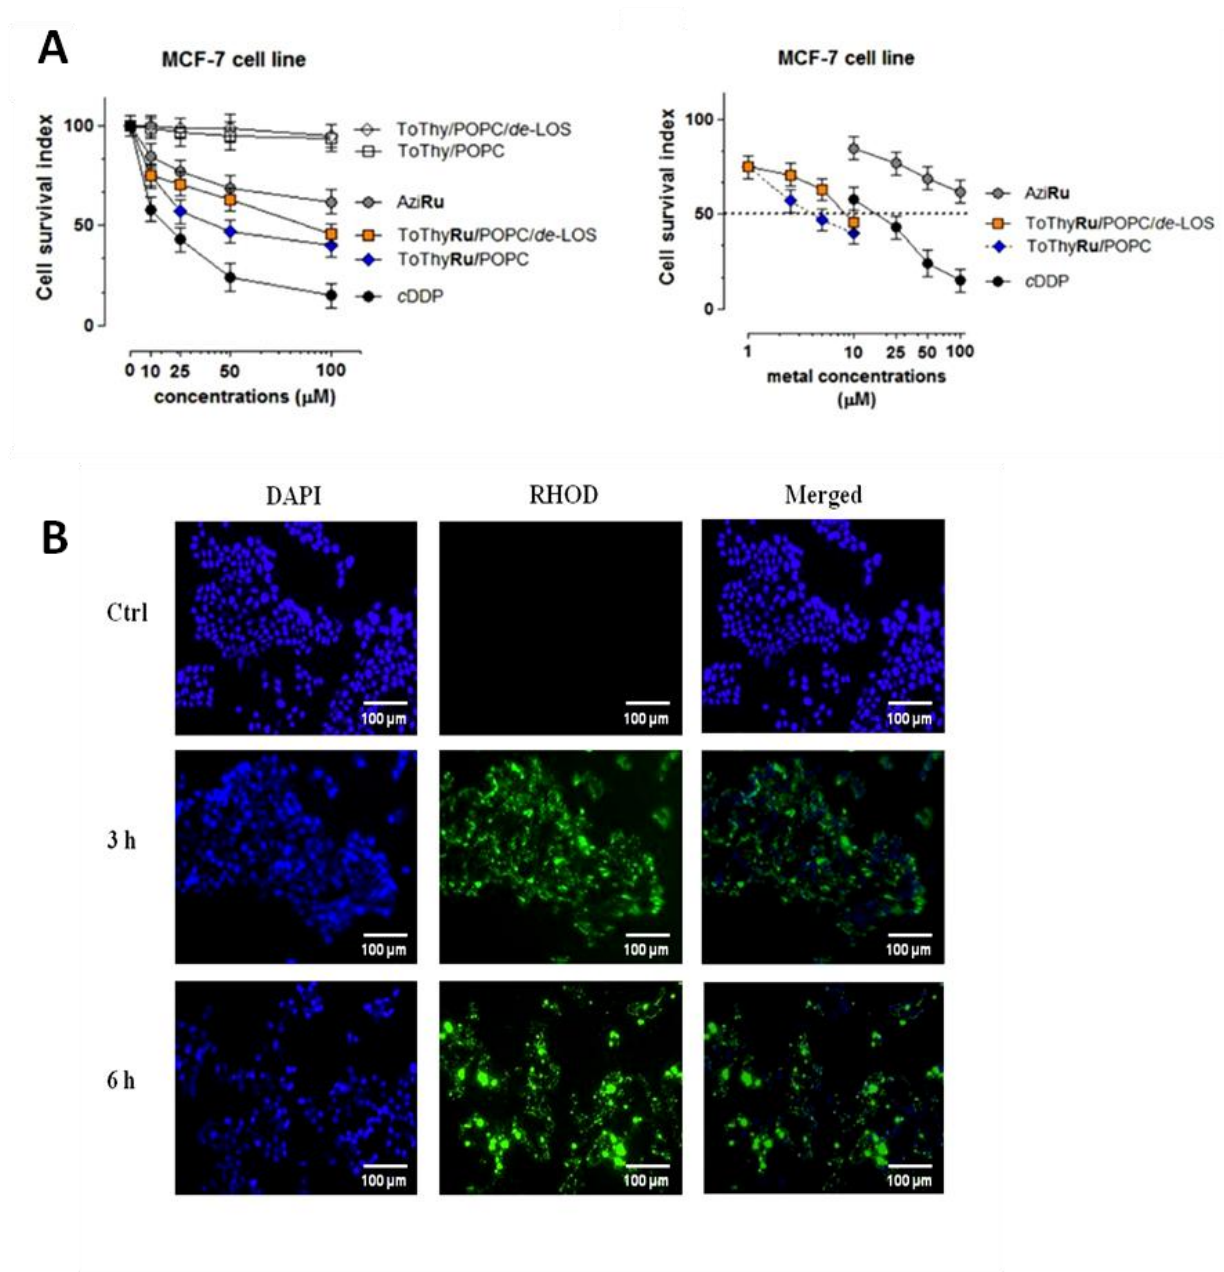 A
MCF-7 cell line
Cell survival index
100
50
0
0 10 25 50 100
concentrations (µM)
ToThy/POPC/de-LOS
ToThy/POPC
AziRu
ToThyRu/POPC/de-LOS
ToThyRu/POPC
cDDP
MCF-7 cell line
Cell survival index
100
50
0
1 10 25 50 100
metal concentrations
(µM)
AziRu
ToThyRu/POPC/de-LOS
ToThyRu/POPC
cDDP
B
DAPI RHOD Merged
Ctrl
100 µm 100 µm 100 µm
3 h
100 µm 100 µm 100 µm
6 h
100 µm 100 µm 100 µm